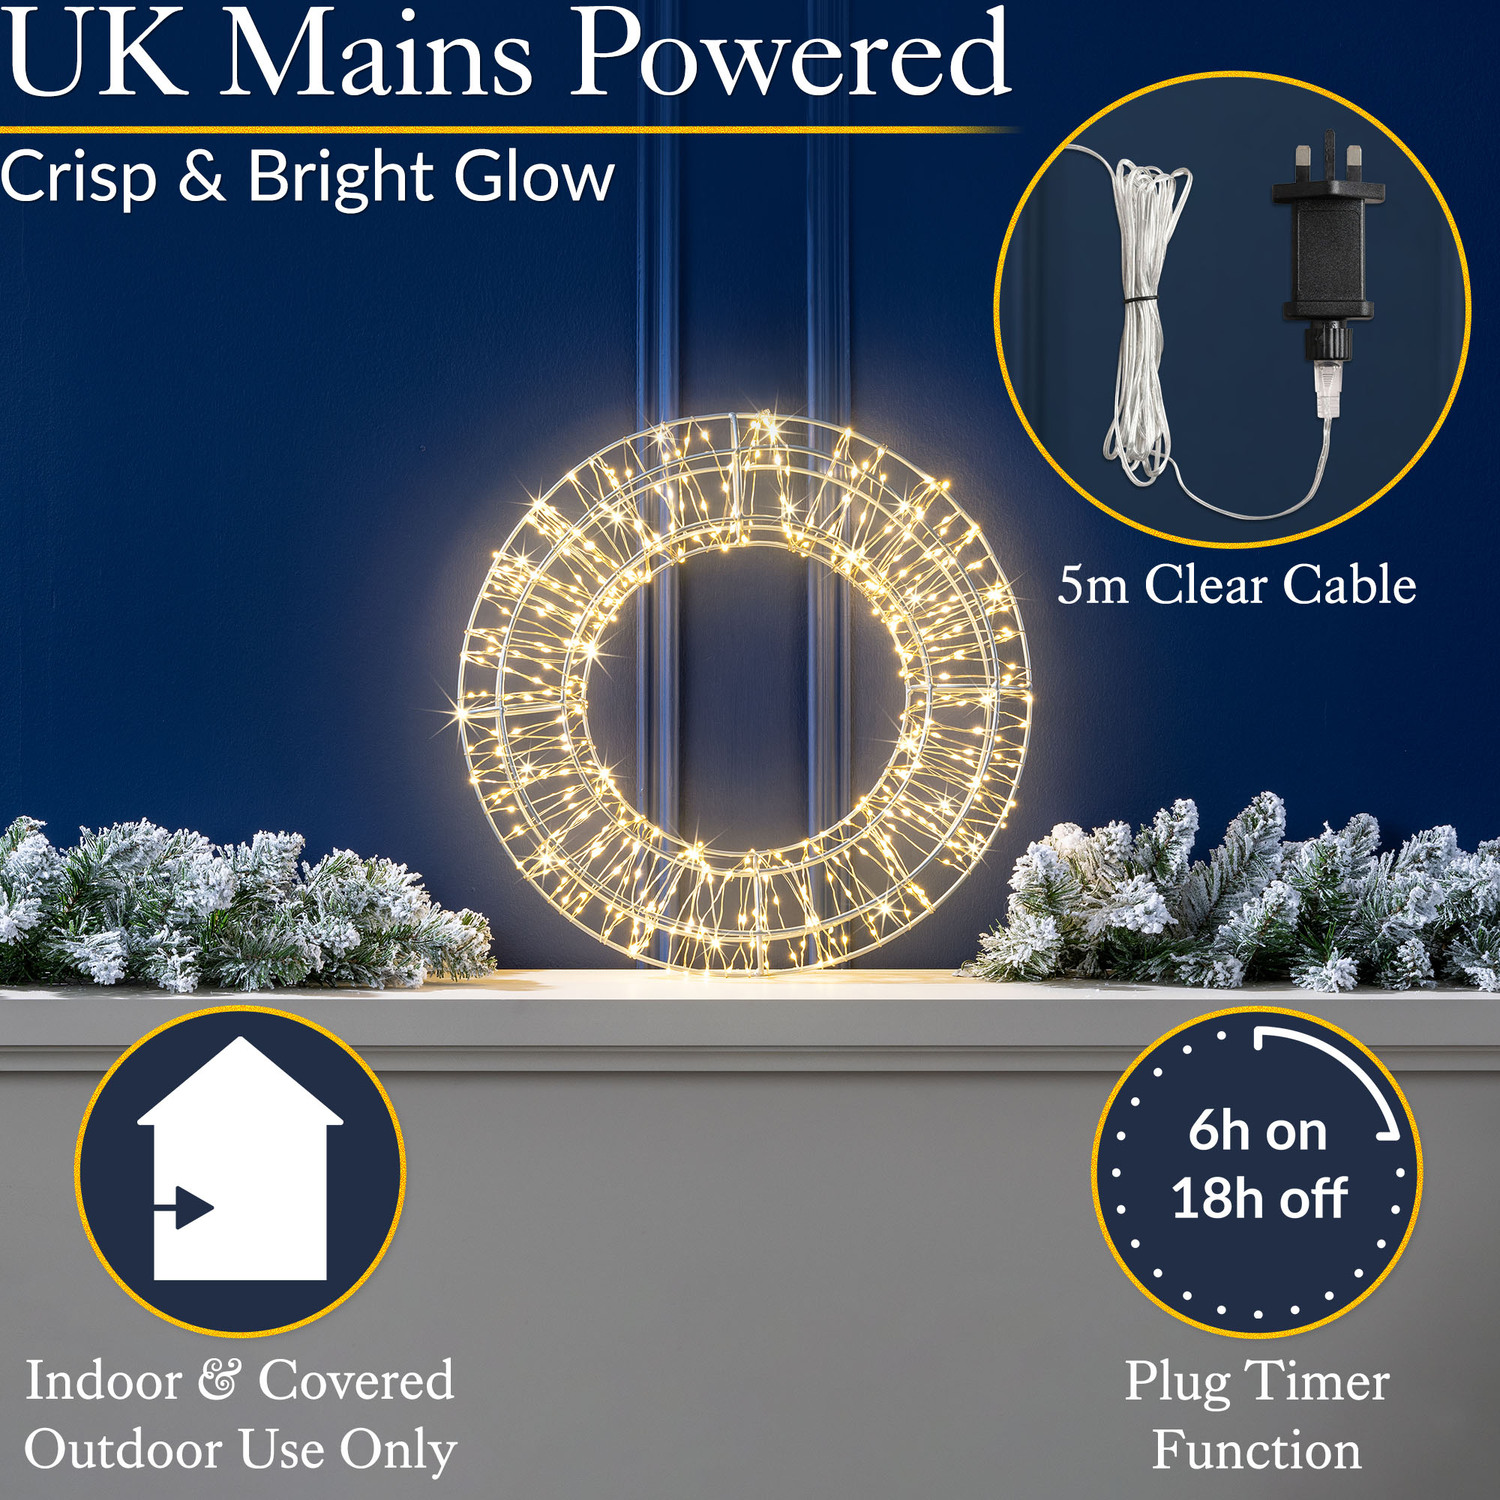 UK Mains Powered
Crisp & Bright Glow
5m Clear Cable
6h on
18h off
Indoor & Covered
Outdoor Use Only
Plug Timer
Function